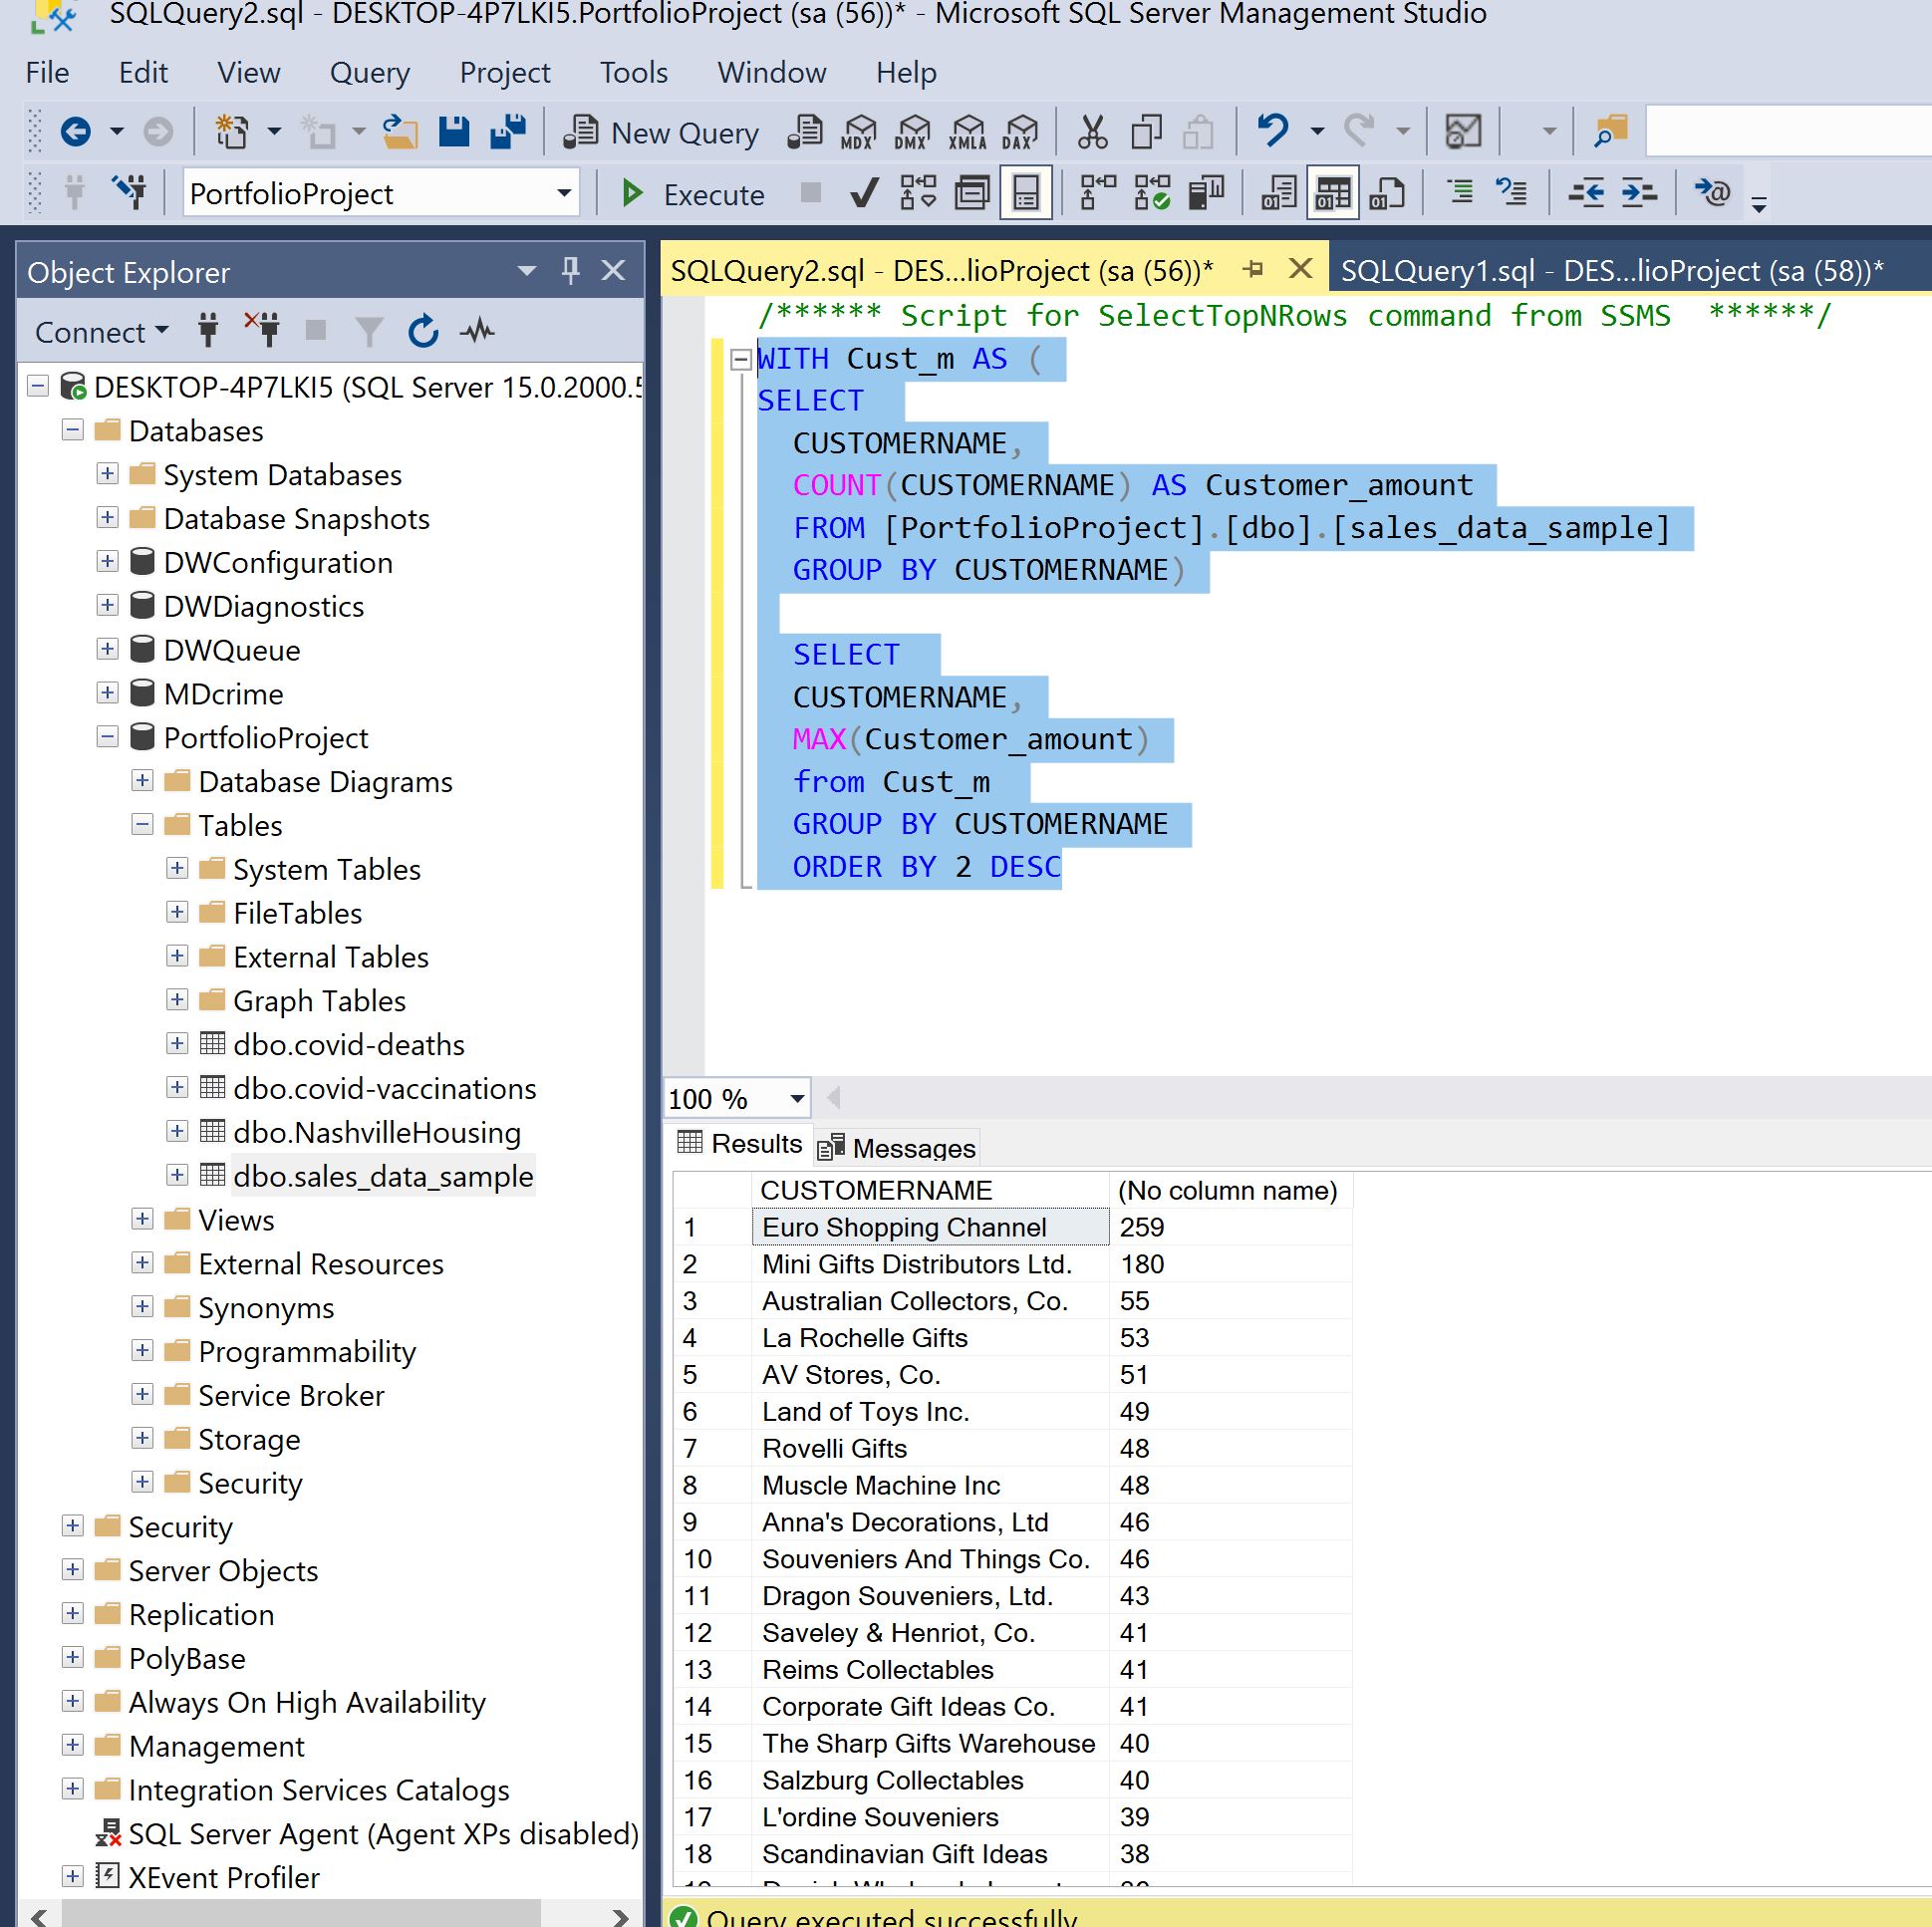 SQLQuery2.sql - DESKTOP-4P7LKI5.PortfolioProject (sa (56))* - Microsoft SQL Server Management Studio
File Edit View Query Project Tools Window Help
New Query MDX DMX XMLA DAX
PortfolioProject Execute
Object Explorer
Connect
DESKTOP-4P7LKI5 (SQL Server 15.0.2000.5
Databases
System Databases
Database Snapshots
DWConfiguration
DWDiagnostics
DWQueue
MDcrime
PortfolioProject
Database Diagrams
Tables
System Tables
FileTables
External Tables
Graph Tables
dbo.covid-deaths
dbo.covid-vaccinations
dbo.NashvilleHousing
dbo.sales_data_sample
Views
External Resources
Synonyms
Programmability
Service Broker
Storage
Security
Security
Server Objects
Replication
PolyBase
Always On High Availability
Management
Integration Services Catalogs
SQL Server Agent (Agent XPs disabled)
XEvent Profiler
SQLQuery2.sql - DES...lioProject (sa (56))* SQLQuery1.sql - DES...lioProject (sa (58))*
/****** Script for SelectTopNRows command from SSMS  ******/
WITH Cust_m AS (
SELECT
CUSTOMERNAME,
COUNT(CUSTOMERNAME) AS Customer_amount
FROM [PortfolioProject].[dbo].[sales_data_sample]
GROUP BY CUSTOMERNAME)
SELECT
CUSTOMERNAME,
MAX(Customer_amount)
from Cust_m
GROUP BY CUSTOMERNAME
ORDER BY 2 DESC
100 %
Results Messages
CUSTOMERNAME (No column name)
1 Euro Shopping Channel 259
2 Mini Gifts Distributors Ltd. 180
3 Australian Collectors, Co. 55
4 La Rochelle Gifts 53
5 AV Stores, Co. 51
6 Land of Toys Inc. 49
7 Rovelli Gifts 48
8 Muscle Machine Inc 48
9 Anna's Decorations, Ltd 46
10 Souveniers And Things Co. 46
11 Dragon Souveniers, Ltd. 43
12 Saveley & Henriot, Co. 41
13 Reims Collectables 41
14 Corporate Gift Ideas Co. 41
15 The Sharp Gifts Warehouse 40
16 Salzburg Collectables 40
17 L'ordine Souveniers 39
18 Scandinavian Gift Ideas 38
Query executed successfully